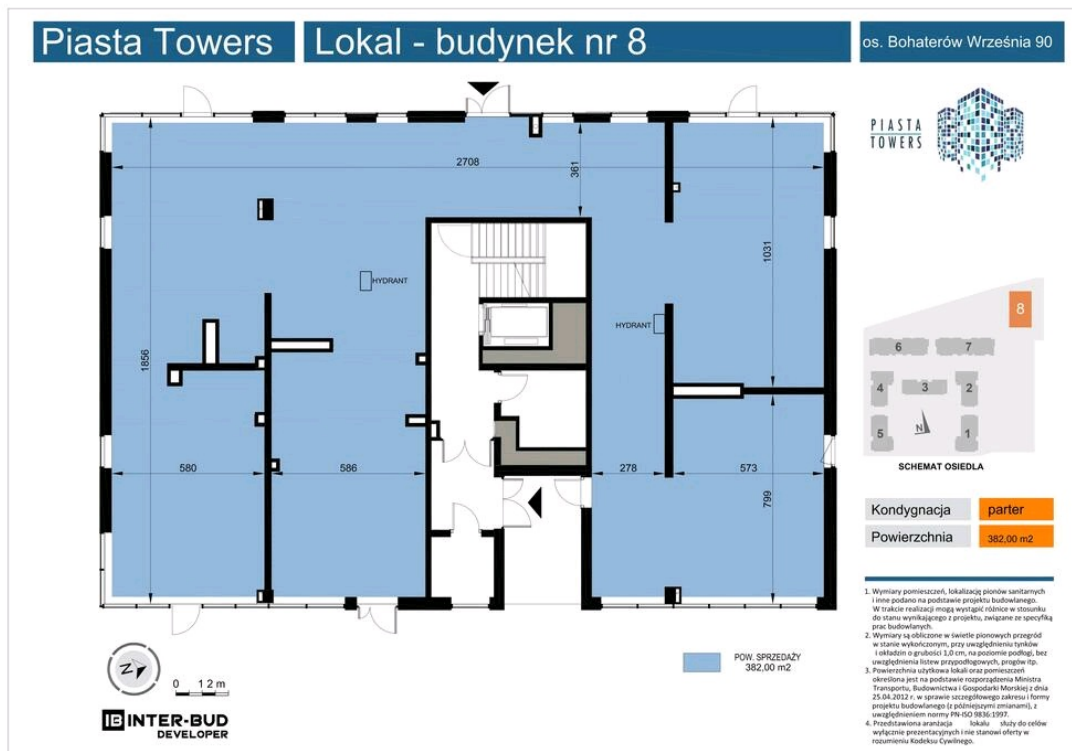 Piasta Towers
Lokal - budynek nr 8
os. Bohaterów Września 90
PIASTA
TOWERS
2708
361
1031
HYDRANT
HYDRANT
1856
580
586
278
573
799
8
6
7
4
3
2
5
N
1
SCHEMAT OSIEDLA
Kondygnacja
parter
Powierzchnia
382,00 m2
1. Wymiary pomieszczeń, lokalizację pionów sanitarnych
i inne podano na podstawie projektu budowlanego.
W trakcie realizacji mogą wystąpić różnice w stosunku
do stanu wynikającego z projektu, związane ze specyfiką
prac budowlanych.
2. Wymiary są obliczone w świetle pionowych przegród
w stanie wykończonym, przy uwzględnieniu tynków
i okładzin o grubości 1,0 cm, na poziomie podłogi, bez
uwzględnienia listew przypodłogowych, progów itp.
3. Powierzchnia użytkowa lokali oraz pomieszczeń
określona jest na podstawie rozporządzenia Ministra
Transportu, Budownictwa i Gospodarki Morskiej z dnia
25.04.2012 r. w sprawie szczegółowego zakresu i formy
projektu budowlanego (z późniejszymi zmianami), z
uwzględnieniem normy PN-ISO 9836:1997.
4. Przedstawiona aranżacja lokalu służy do celów
wyłącznie prezentacyjnych i nie stanowi oferty w
rozumieniu Kodeksu Cywilnego.
POW. SPRZEDAŻY
382,00 m2
N
0 1 2 m
IB INTER-BUD
DEVELOPER